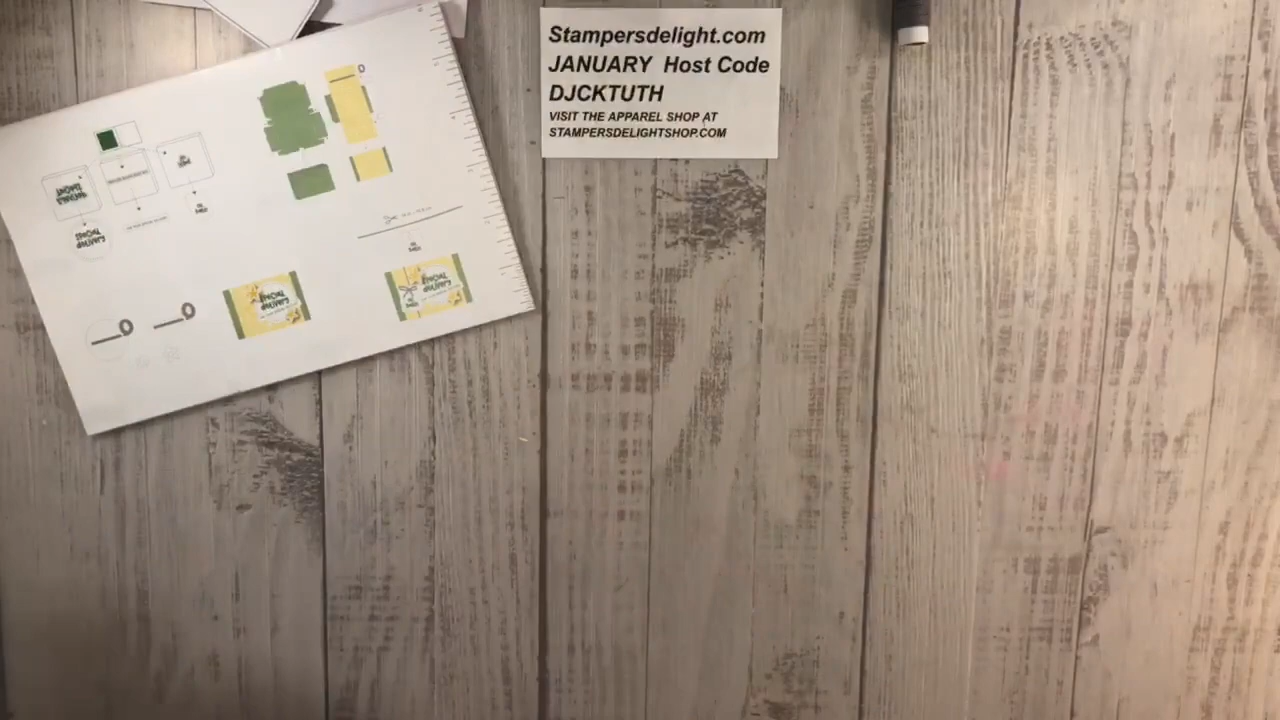 Stampersdelight.com
JANUARY Host Code
DJCKTUTH
VISIT THE APPAREL SHOP AT
STAMPERSDELIGHTSHOP.COM